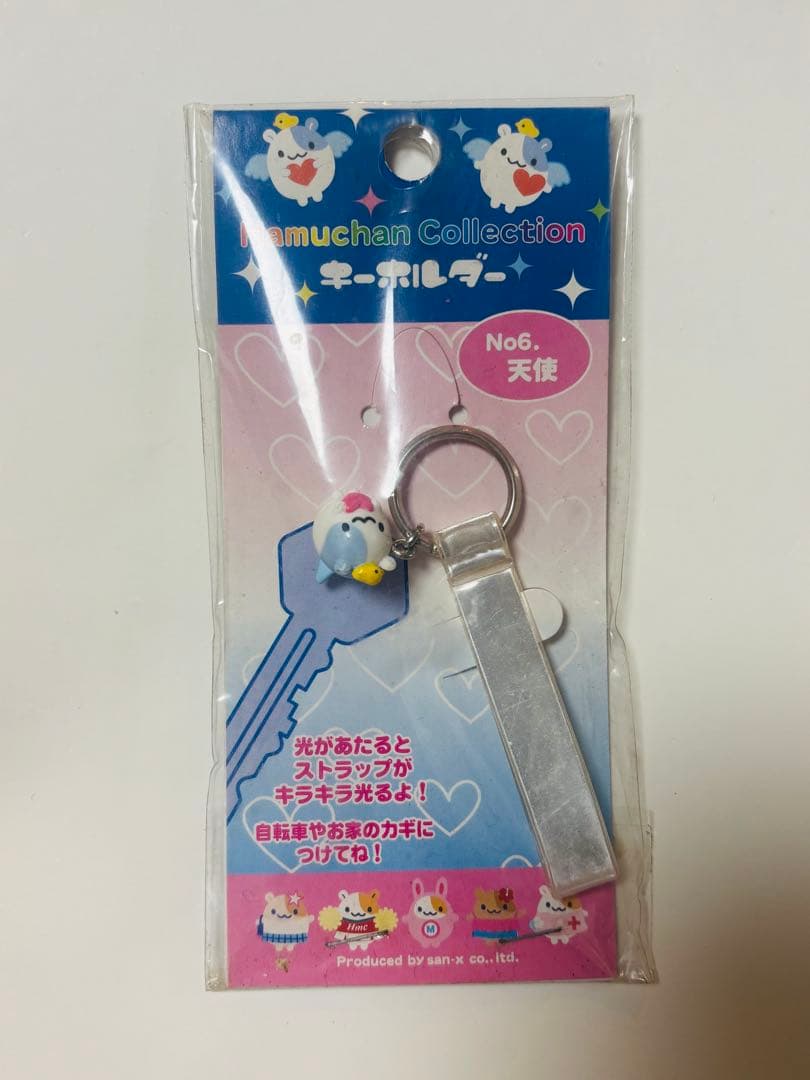 Hamuchan Collection
キーホルダー
No6.
天使
光があたると
ストラップが
キラキラ光るよ！
自転車やお家のカギに
つけてね！
Hmc
M
Produced by san-x co.,ltd.